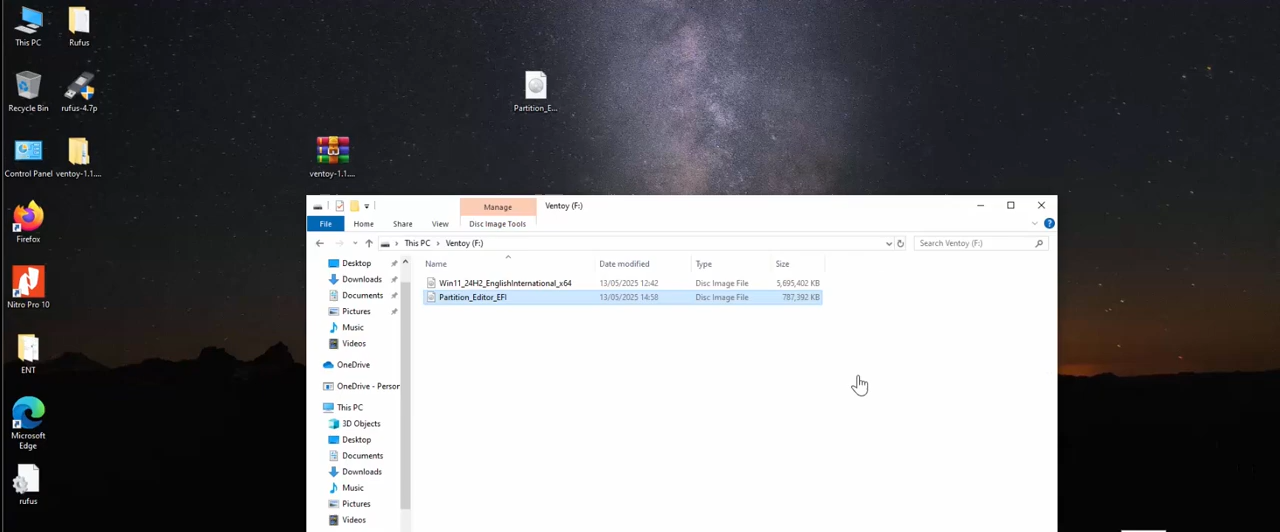 This PC
Rufus
Recycle Bin
rufus-4.7p
Control Panel
ventoy-1.1....
Firefox
Nitro Pro 10
ENT
Microsoft
Edge
rufus
Partition_E...
ventoy-1.1....
Manage
Ventoy (F:)
File
Home
Share
View
Disc Image Tools
This PC
Ventoy (F:)
Search Ventoy (F:)
Name
Date modified
Type
Size
Win11_24H2_EnglishInternational_x64
13/05/2025 12:42
Disc Image File
5,695,402 KB
Partition_Editor_EFI
13/05/2025 14:58
Disc Image File
787,392 KB
Desktop
Downloads
Documents
Pictures
Music
Videos
OneDrive
OneDrive - Person
This PC
3D Objects
Desktop
Documents
Downloads
Music
Pictures
Videos